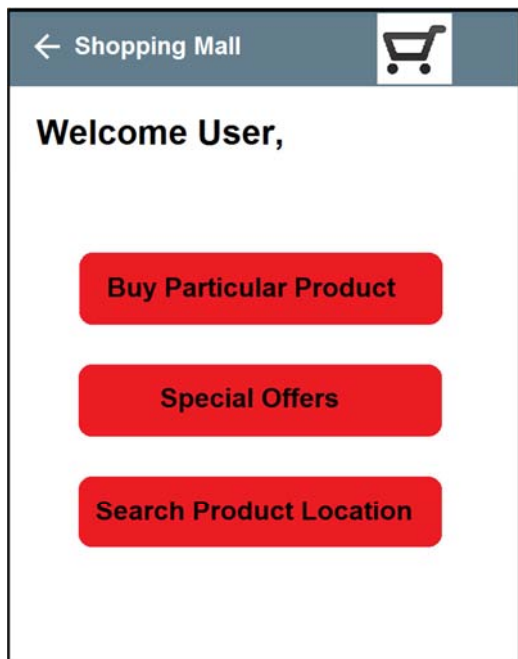 Shopping Mall
Welcome User,
Buy Particular Product
Special Offers
Search Product Location